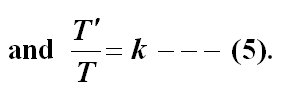 and T′/T = k --- (5).